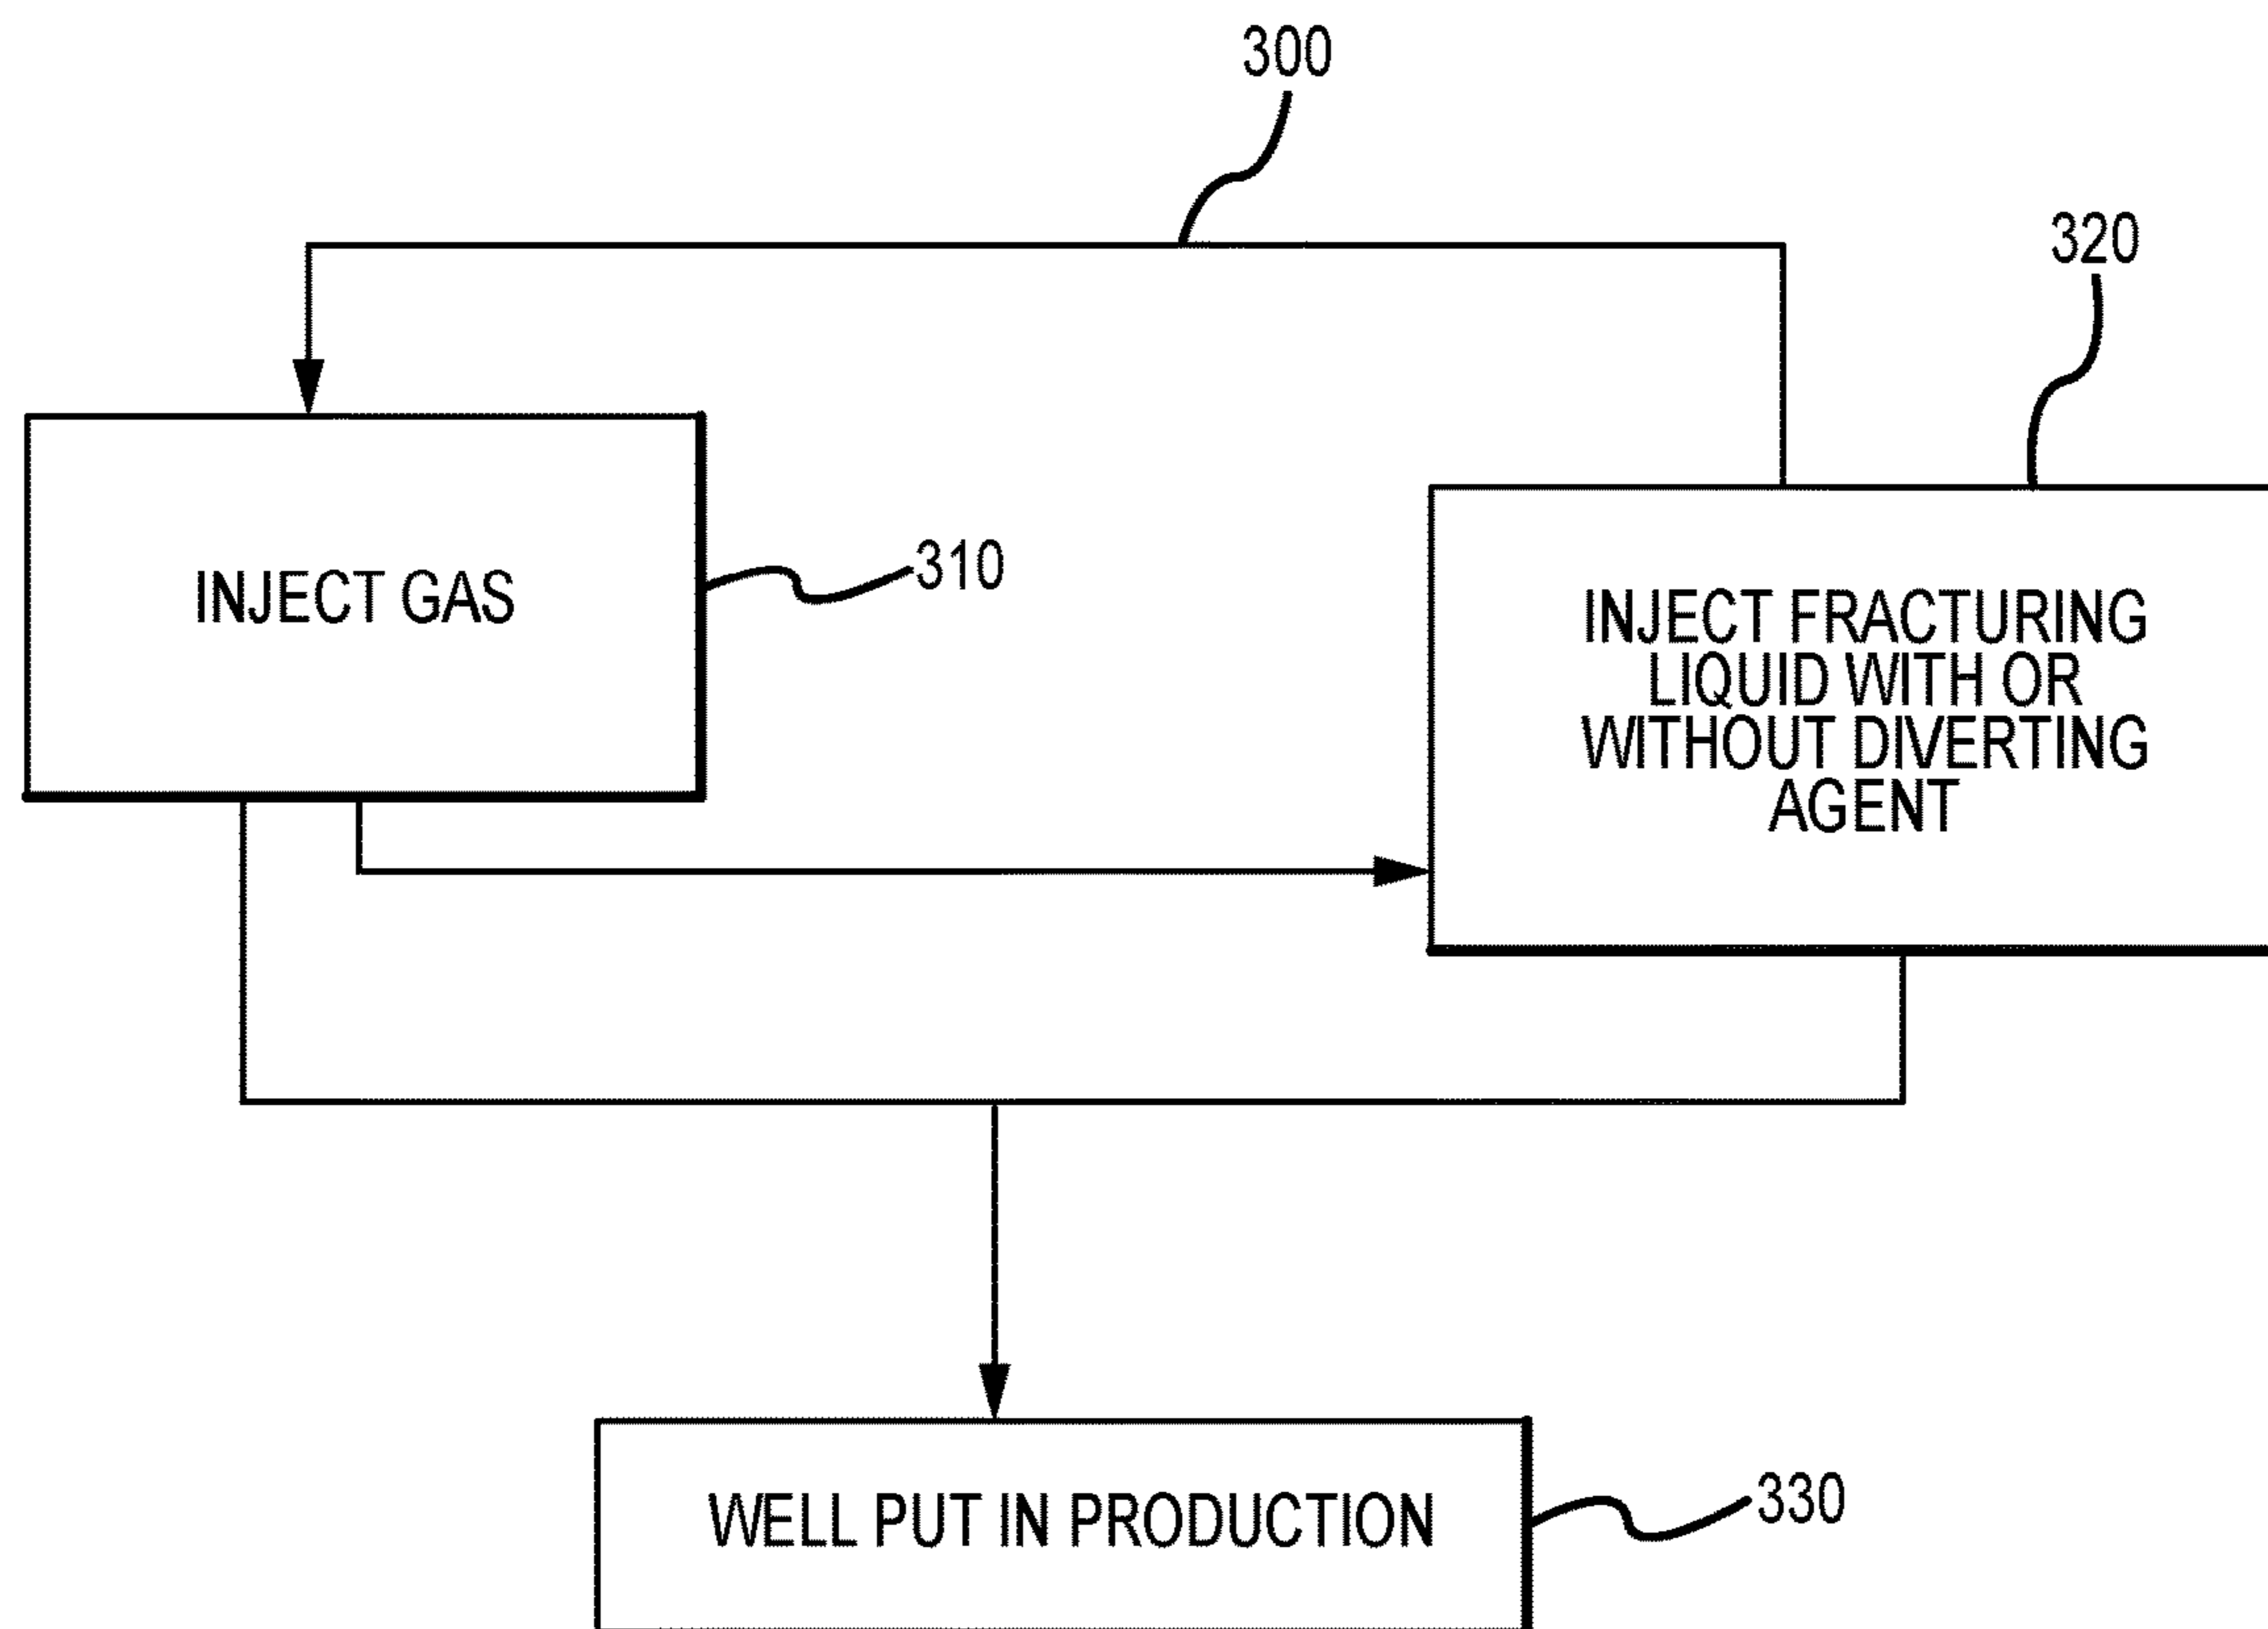 300
320
INJECT GAS
310
INJECT FRACTURING
LIQUID WITH OR
WITHOUT DIVERTING
AGENT
WELL PUT IN PRODUCTION
330